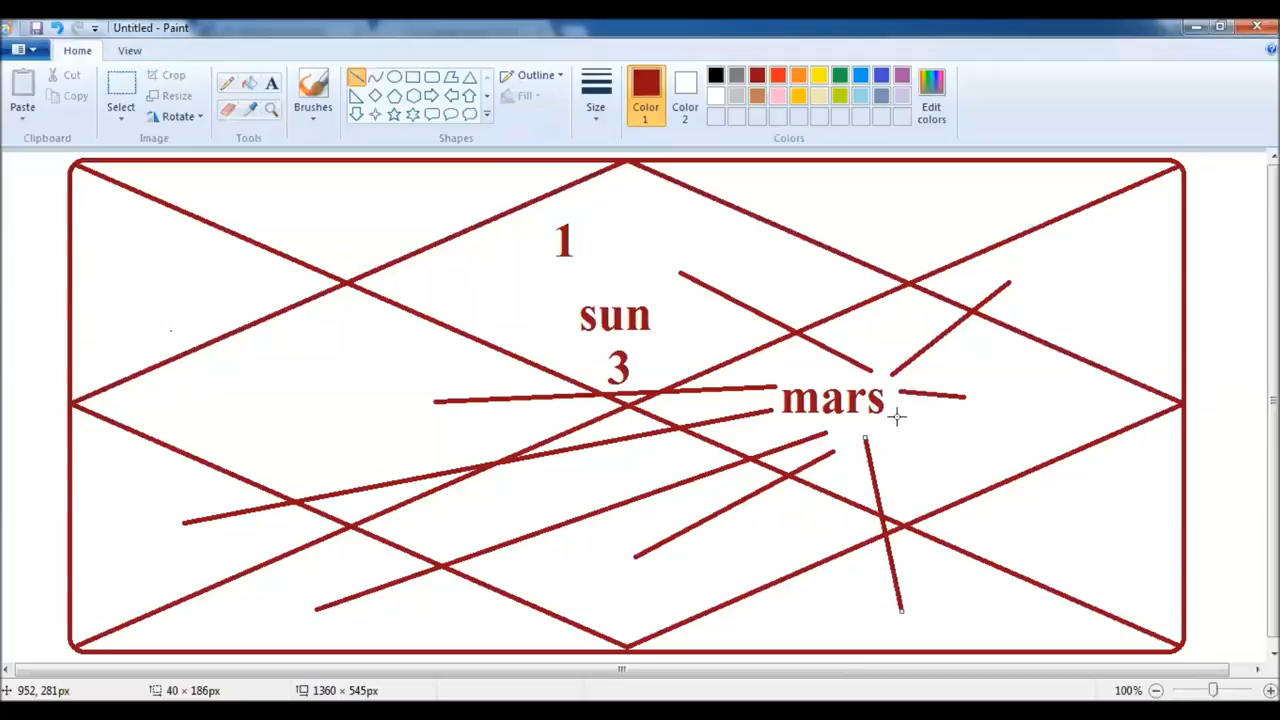 Untitled - Paint
Home View
Paste
Cut
Copy
Clipboard
Select
Crop
Resize
Rotate
Image
A
Tools
Brushes
Outline
Fill
Shapes
Size
Color 1
Color 2
Edit colors
Colors
1
sun
3
mars
952, 281px
40 × 186px
1360 × 545px
100%